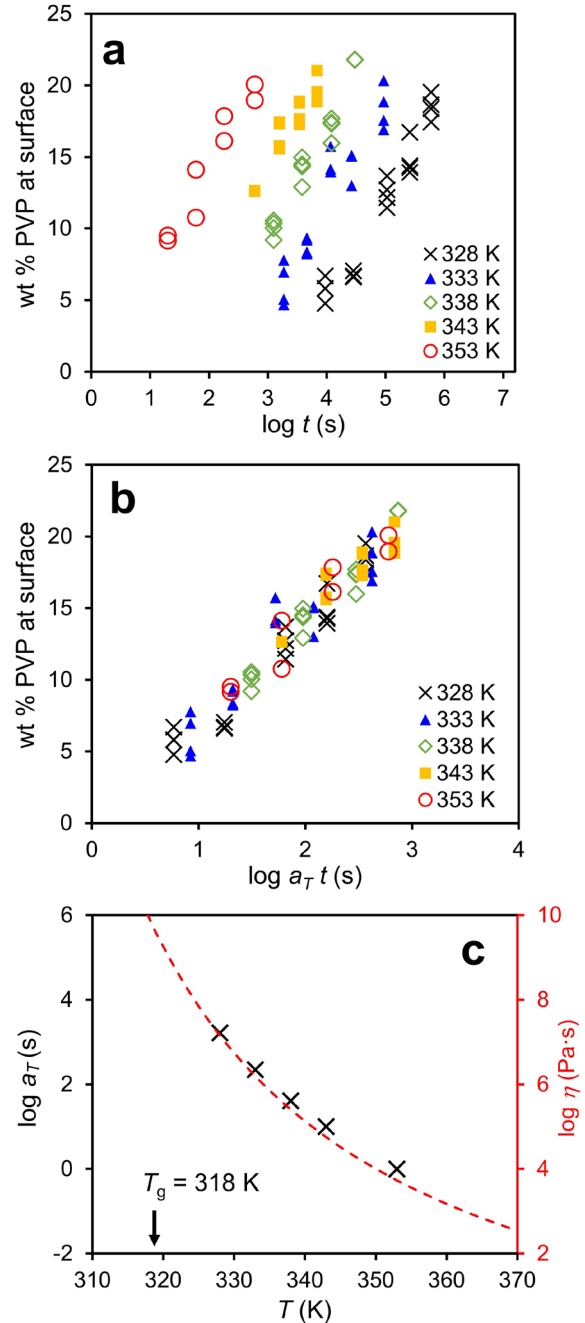 a
25
20
15
10
5
0
wt % PVP at surface
328 K
333 K
338 K
343 K
353 K
0 1 2 3 4 5 6 7
log t (s)
b
25
20
15
10
5
0
wt % PVP at surface
328 K
333 K
338 K
343 K
353 K
0 1 2 3 4
log a_T t (s)
c
6
4
2
0
-2
log a_T (s)
10
8
6
4
2
log η (Pa·s)
T_g = 318 K
310 320 330 340 350 360 370
T (K)